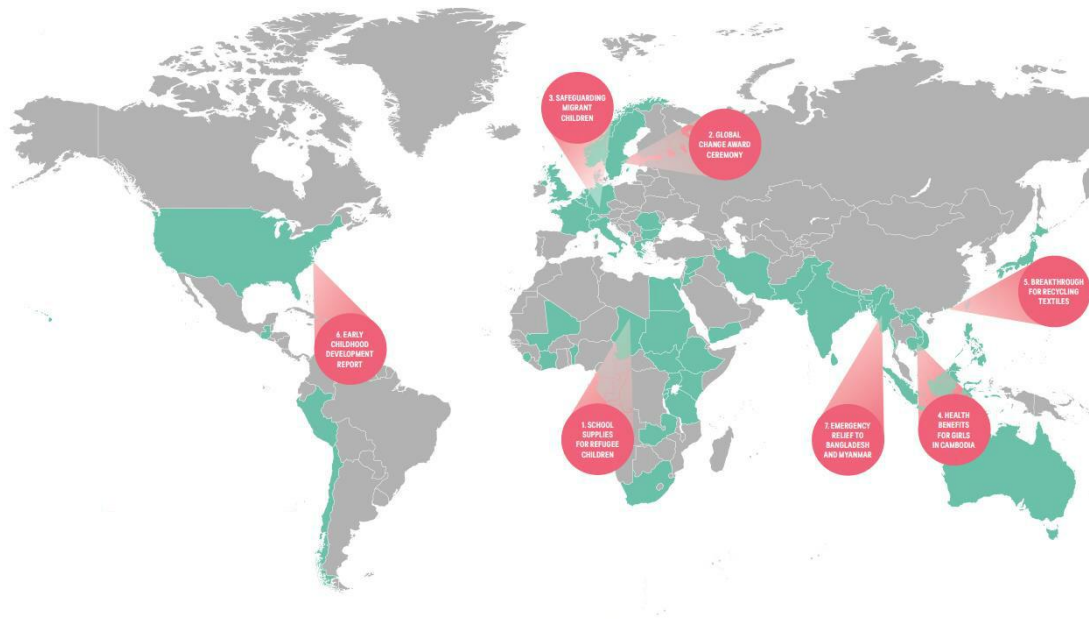 3. SAFEGUARDING
MIGRANT
CHILDREN
2. GLOBAL
CHANGE AWARD
CEREMONY
5. BREAKTHROUGH
FOR RECYCLING
TEXTILES
6. EARLY
CHILDHOOD
DEVELOPMENT
REPORT
1. SCHOOL
SUPPLIES
FOR REFUGEE
CHILDREN
7. EMERGENCY
RELIEF TO
BANGLADESH
AND MYANMAR
4. HEALTH
BENEFITS
FOR GIRLS
IN CAMBODIA